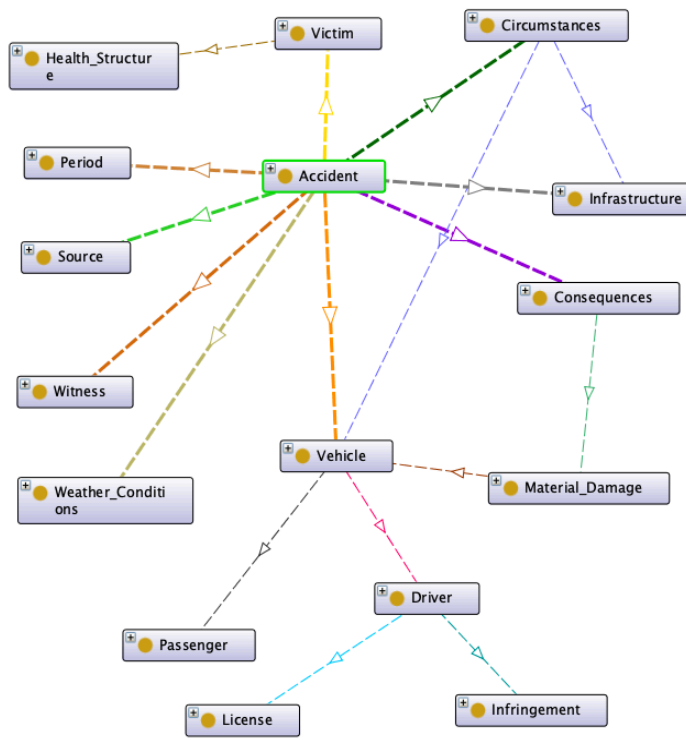 Circumstances
Victim
Health_Structur
e
Period
Accident
Infrastructure
Source
Consequences
Witness
Vehicle
Weather_Conditi
ons
Material_Damage
Driver
Passenger
License
Infringement